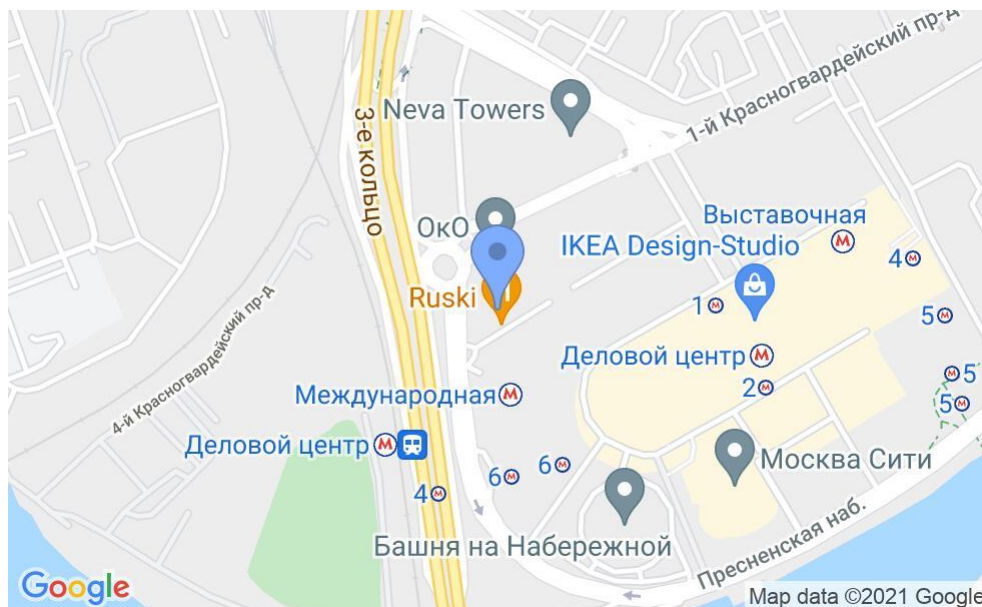 1-й Красногвардейский пр-д
3-е кольцо
Neva Towers
ОкО
Выставочная
IKEA Design-Studio
4
Ruski
1
5
Деловой центр
4-й Красногвардейский пр-д
Международная
2
5
5
Деловой центр
Москва Сити
6
6
4
Башня на Набережной
Пресненская наб.
Google
Map data ©2021 Google